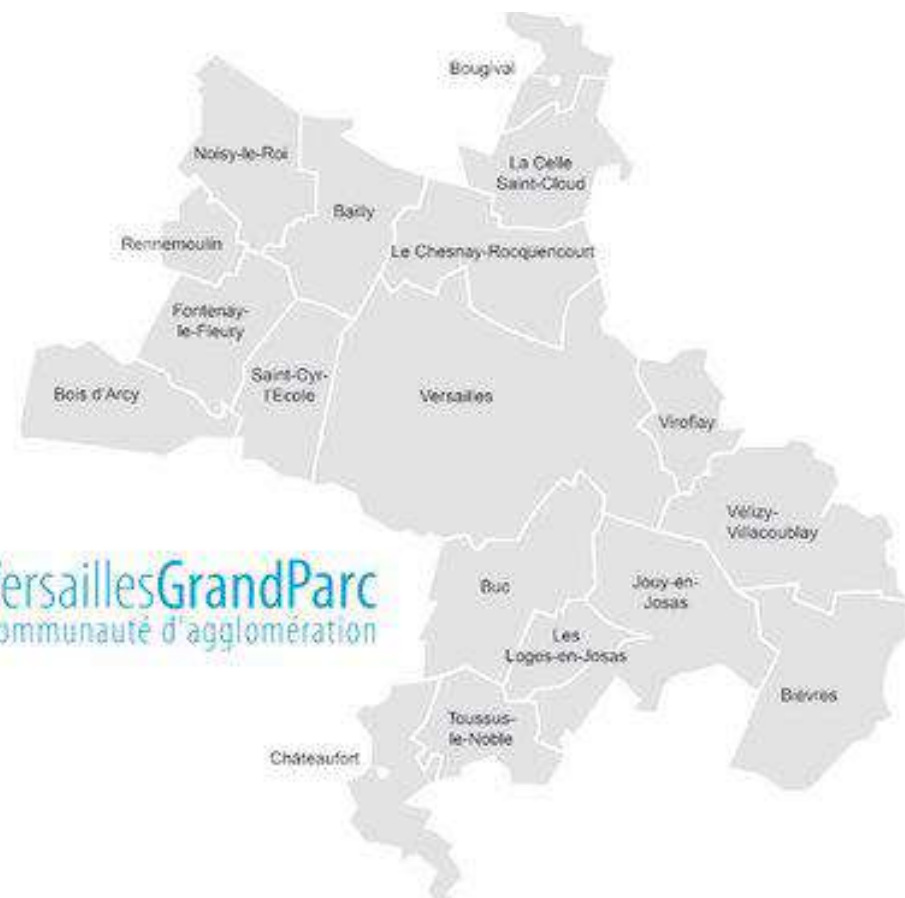 Bougival
Noisy-le-Roi
La Celle
Saint-Cloud
Bailly
Rennemoulin
Le Chesnay-Rocquencourt
Fontenay-
le-Fleury
Saint-Cyr-
l'Ecole
Bois d'Arcy
Versailles
Viroflay
Vélizy-
Villacoublay
ersaillesGrandParc
ommunauté d'agglomération
Buc
Jouy-en-
Josas
Les
Loges-en-Josas
Bièvres
Toussus-
le-Noble
Châteaufort